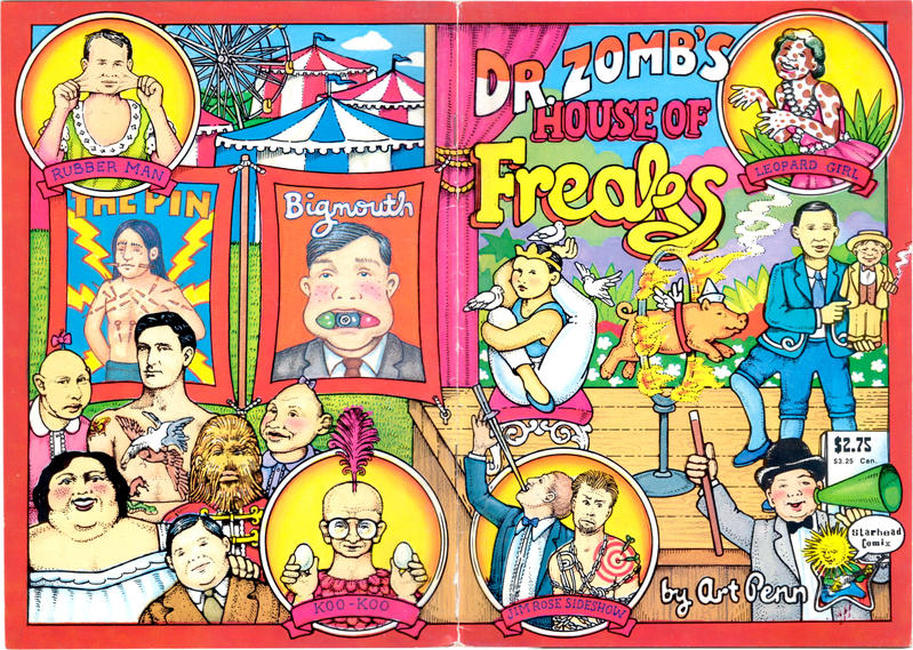 RUBBER MAN
THE PIN
Bigmouth
KOO-KOO
DR. ZOMB'S
HOUSE OF
Freaks
LEOPARD GIRL
$2.75
$3.25 Can.
Starhead
Comix
JIM ROSE SIDESHOW
by Art Penn